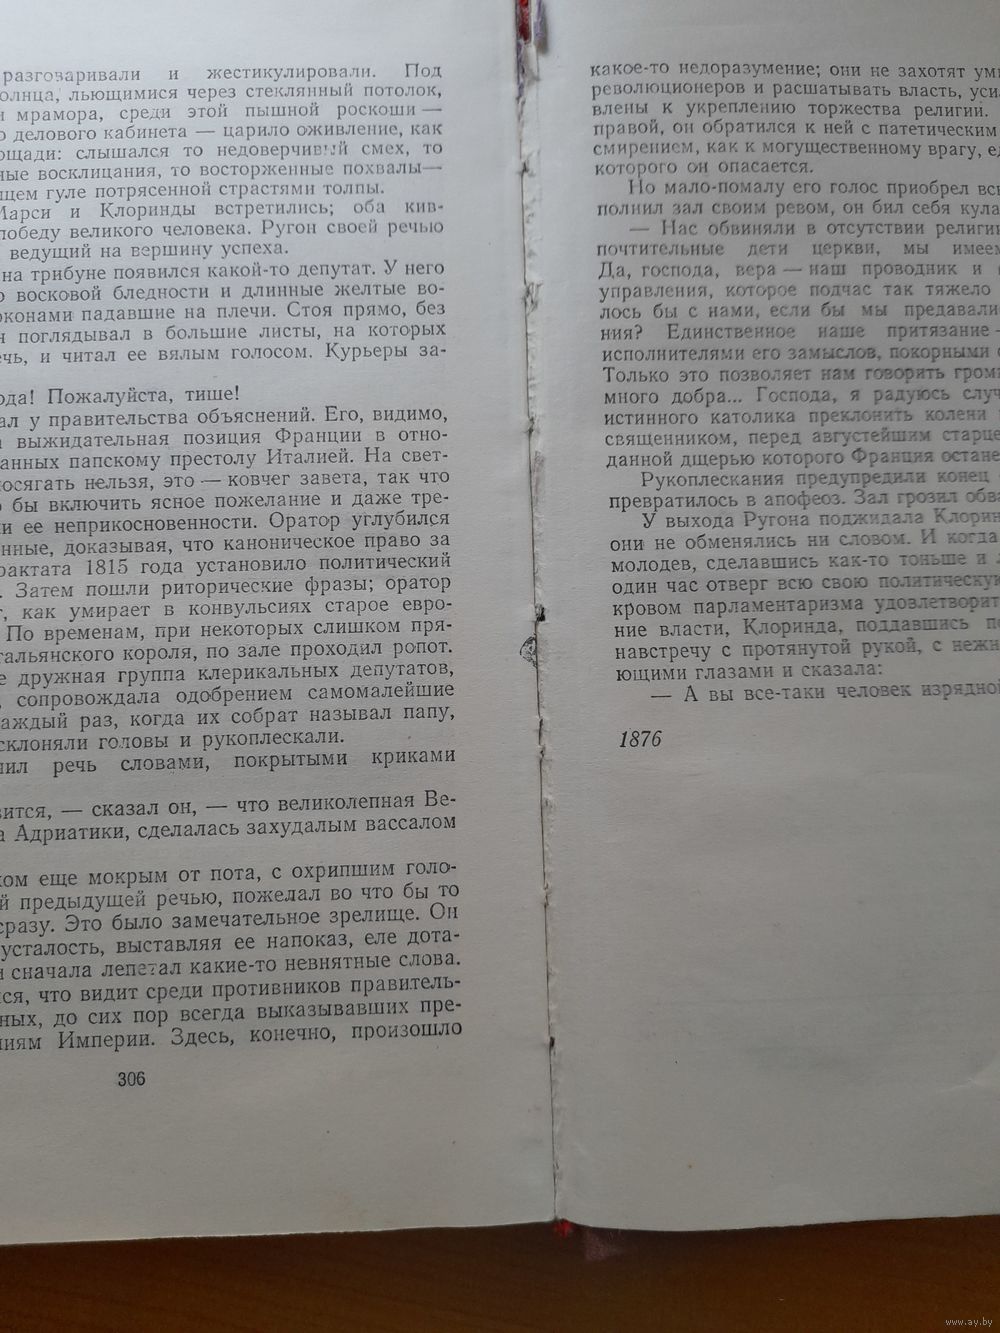 разговаривали и жестикулировали. Под
олнца, льющимися через стеклянный потолок,
и мрамора, среди этой пышной роскоши —
о делового кабинета — царило оживление, как
ощади: слышался то недоверчивый смех, то
ные восклицания, то восторженные похвалы—
щем гуле потрясенной страстями толпы.
Марси и Клоринды встретились; оба кив-
победу великого человека. Ругон своей речью
ведущий на вершину успеха.
на трибуне появился какой-то депутат. У него
о восковой бледности и длинные желтые во-
оконами падавшие на плечи. Стоя прямо, без
н поглядывал в большие листы, на которых
ечь, и читал ее вялым голосом. Курьеры за-
ода! Пожалуйста, тише!
ал у правительства объяснений. Его, видимо,
а выжидательная позиция Франции в отно-
анных папскому престолу Италией. На свет-
посягать нельзя, это — ковчег завета, так что
о бы включить ясное пожелание и даже тре-
и ее неприкосновенности. Оратор углубился
нные, доказывая, что каноническое право за
рактата 1815 года установило политический
. Затем пошли риторические фразы; оратор
т, как умирает в конвульсиях старое евро-
По временам, при некоторых слишком пря-
тальянского короля, по зале проходил ропот.
е дружная группа клерикальных депутатов,
, сопровождала одобрением самомалейшие
аждый раз, когда их собрат называл папу,
склоняли головы и рукоплескали.
чил речь словами, покрытыми криками
вится, — сказал он, — что великолепная Ве-
а Адриатики, сделалась захудалым вассалом
ком еще мокрым от пота, с охрипшим голо-
й предыдущей речью, пожелал во что бы то
сразу. Это было замечательное зрелище. Он
усталость, выставляя ее напоказ, еле дота-
и сначала лепетал какие-то невнятные слова.
лся, что видит среди противников правитель-
ных, до сих пор всегда выказывавших пре-
ниям Империи. Здесь, конечно, произошло
306
какое-то недоразумение; они не захотят ум
революционеров и расшатывать власть, уси
влены к укреплению торжества религии.
правой, он обратился к ней с патетическим
смирением, как к могущественному врагу, е
которого он опасается.
Но мало-помалу его голос приобрел вс
полнил зал своим ревом, он бил себя кула
— Нас обвиняли в отсутствии религи
почтительные дети церкви, мы имее
Да, господа, вера — наш проводник и
управления, которое подчас так тяжело
лось бы с нами, если бы мы предавали
ния? Единственное наше притязание —
исполнителями его замыслов, покорными
Только это позволяет нам говорить гром
много добра... Господа, я радуюсь случ
истинного католика преклонить колени
священником, перед августейшим старце
данной дщерью которого Франция остане
Рукоплескания предупредили конец
превратилось в апофеоз. Зал грозил обва
У выхода Ругона поджидала Клорин
они не обменялись ни словом. И когда
молодев, сделавшись как-то тоньше и
один час отверг всю свою политическую
кровом парламентаризма удовлетворит
ние власти, Клоринда, поддавшись по
навстречу с протянутой рукой, с нежн
ющими глазами и сказала:
— А вы все-таки человек изрядной
1876
www.ay.by